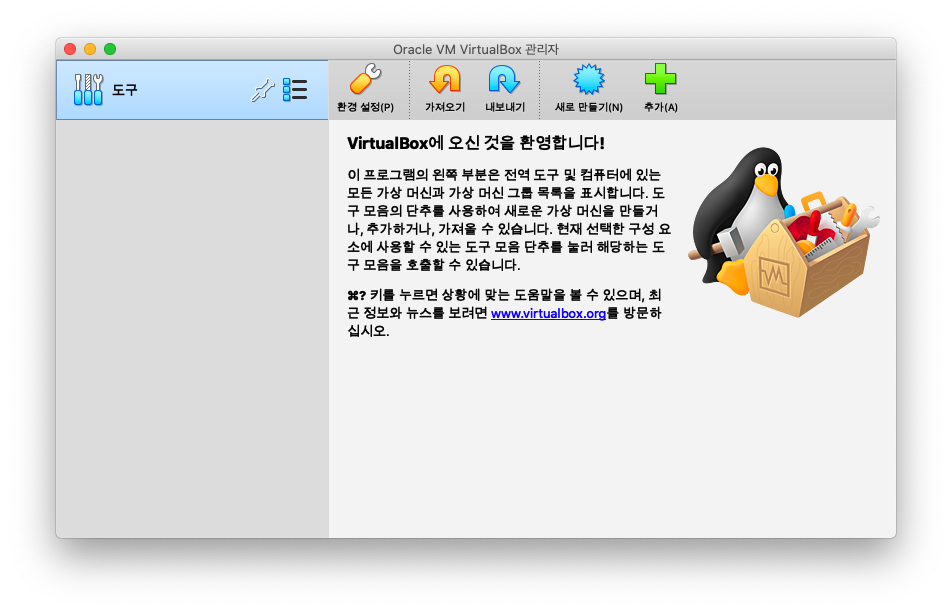 Oracle VM VirtualBox 관리자
도구
환경 설정(P)
가져오기
내보내기
새로 만들기(N)
추가(A)
VirtualBox에 오신 것을 환영합니다!
이 프로그램의 왼쪽 부분은 전역 도구 및 컴퓨터에 있는
모든 가상 머신과 가상 머신 그룹 목록을 표시합니다. 도
구 모음의 단추를 사용하여 새로운 가상 머신을 만들거
나, 추가하거나, 가져올 수 있습니다. 현재 선택한 구성 요
소에 사용할 수 있는 도구 모음 단추를 눌러 해당하는 도
구 모음을 호출할 수 있습니다.
⌘? 키를 누르면 상황에 맞는 도움말을 볼 수 있으며, 최
근 정보와 뉴스를 보려면 www.virtualbox.org를 방문하
십시오.